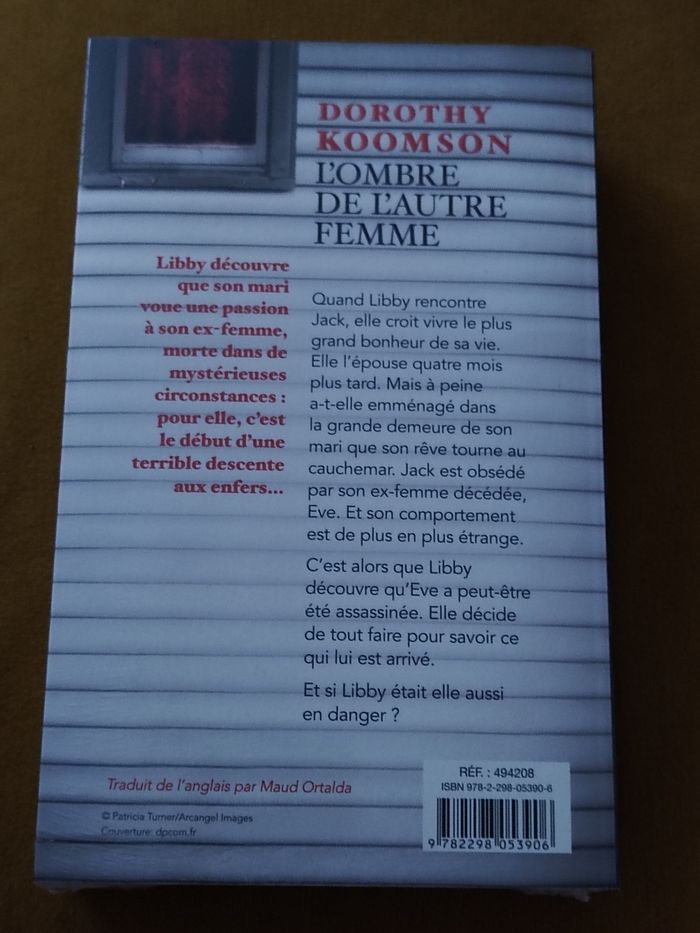 DOROTHY
KOOMSON
L'OMBRE
DE L'AUTRE
FEMME
Libby découvre
que son mari
voue une passion
à son ex-femme,
morte dans de
mystérieuses
circonstances :
pour elle, c'est
le début d'une
terrible descente
aux enfers...
Quand Libby rencontre
Jack, elle croit vivre le plus
grand bonheur de sa vie.
Elle l'épouse quatre mois
plus tard. Mais à peine
a-t-elle emménagé dans
la grande demeure de son
mari que son rêve tourne au
cauchemar. Jack est obsédé
par son ex-femme décédée,
Eve. Et son comportement
est de plus en plus étrange.
C'est alors que Libby
découvre qu'Eve a peut-être
été assassinée. Elle décide
de tout faire pour savoir ce
qui lui est arrivé.
Et si Libby était elle aussi
en danger ?
Traduit de l'anglais par Maud Ortalda
© Patricia Turner/Arcangel Images
Couverture: dpcom.fr
RÉF. : 494208
ISBN 978-2-298-05390-6
9 782298 053906